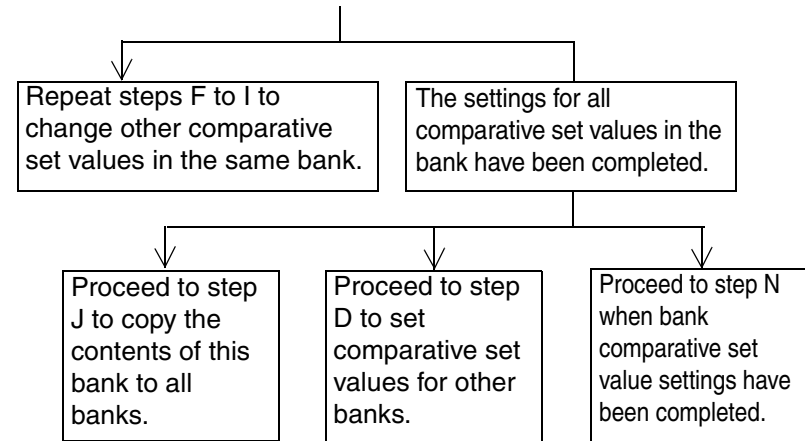 Repeat steps F to I to
change other comparative
set values in the same bank.
The settings for all
comparative set values in the
bank have been completed.
Proceed to step
J to copy the
contents of this
bank to all
banks.
Proceed to step
D to set
comparative set
values for other
banks.
Proceed to step N
when bank
comparative set
value settings have
been completed.